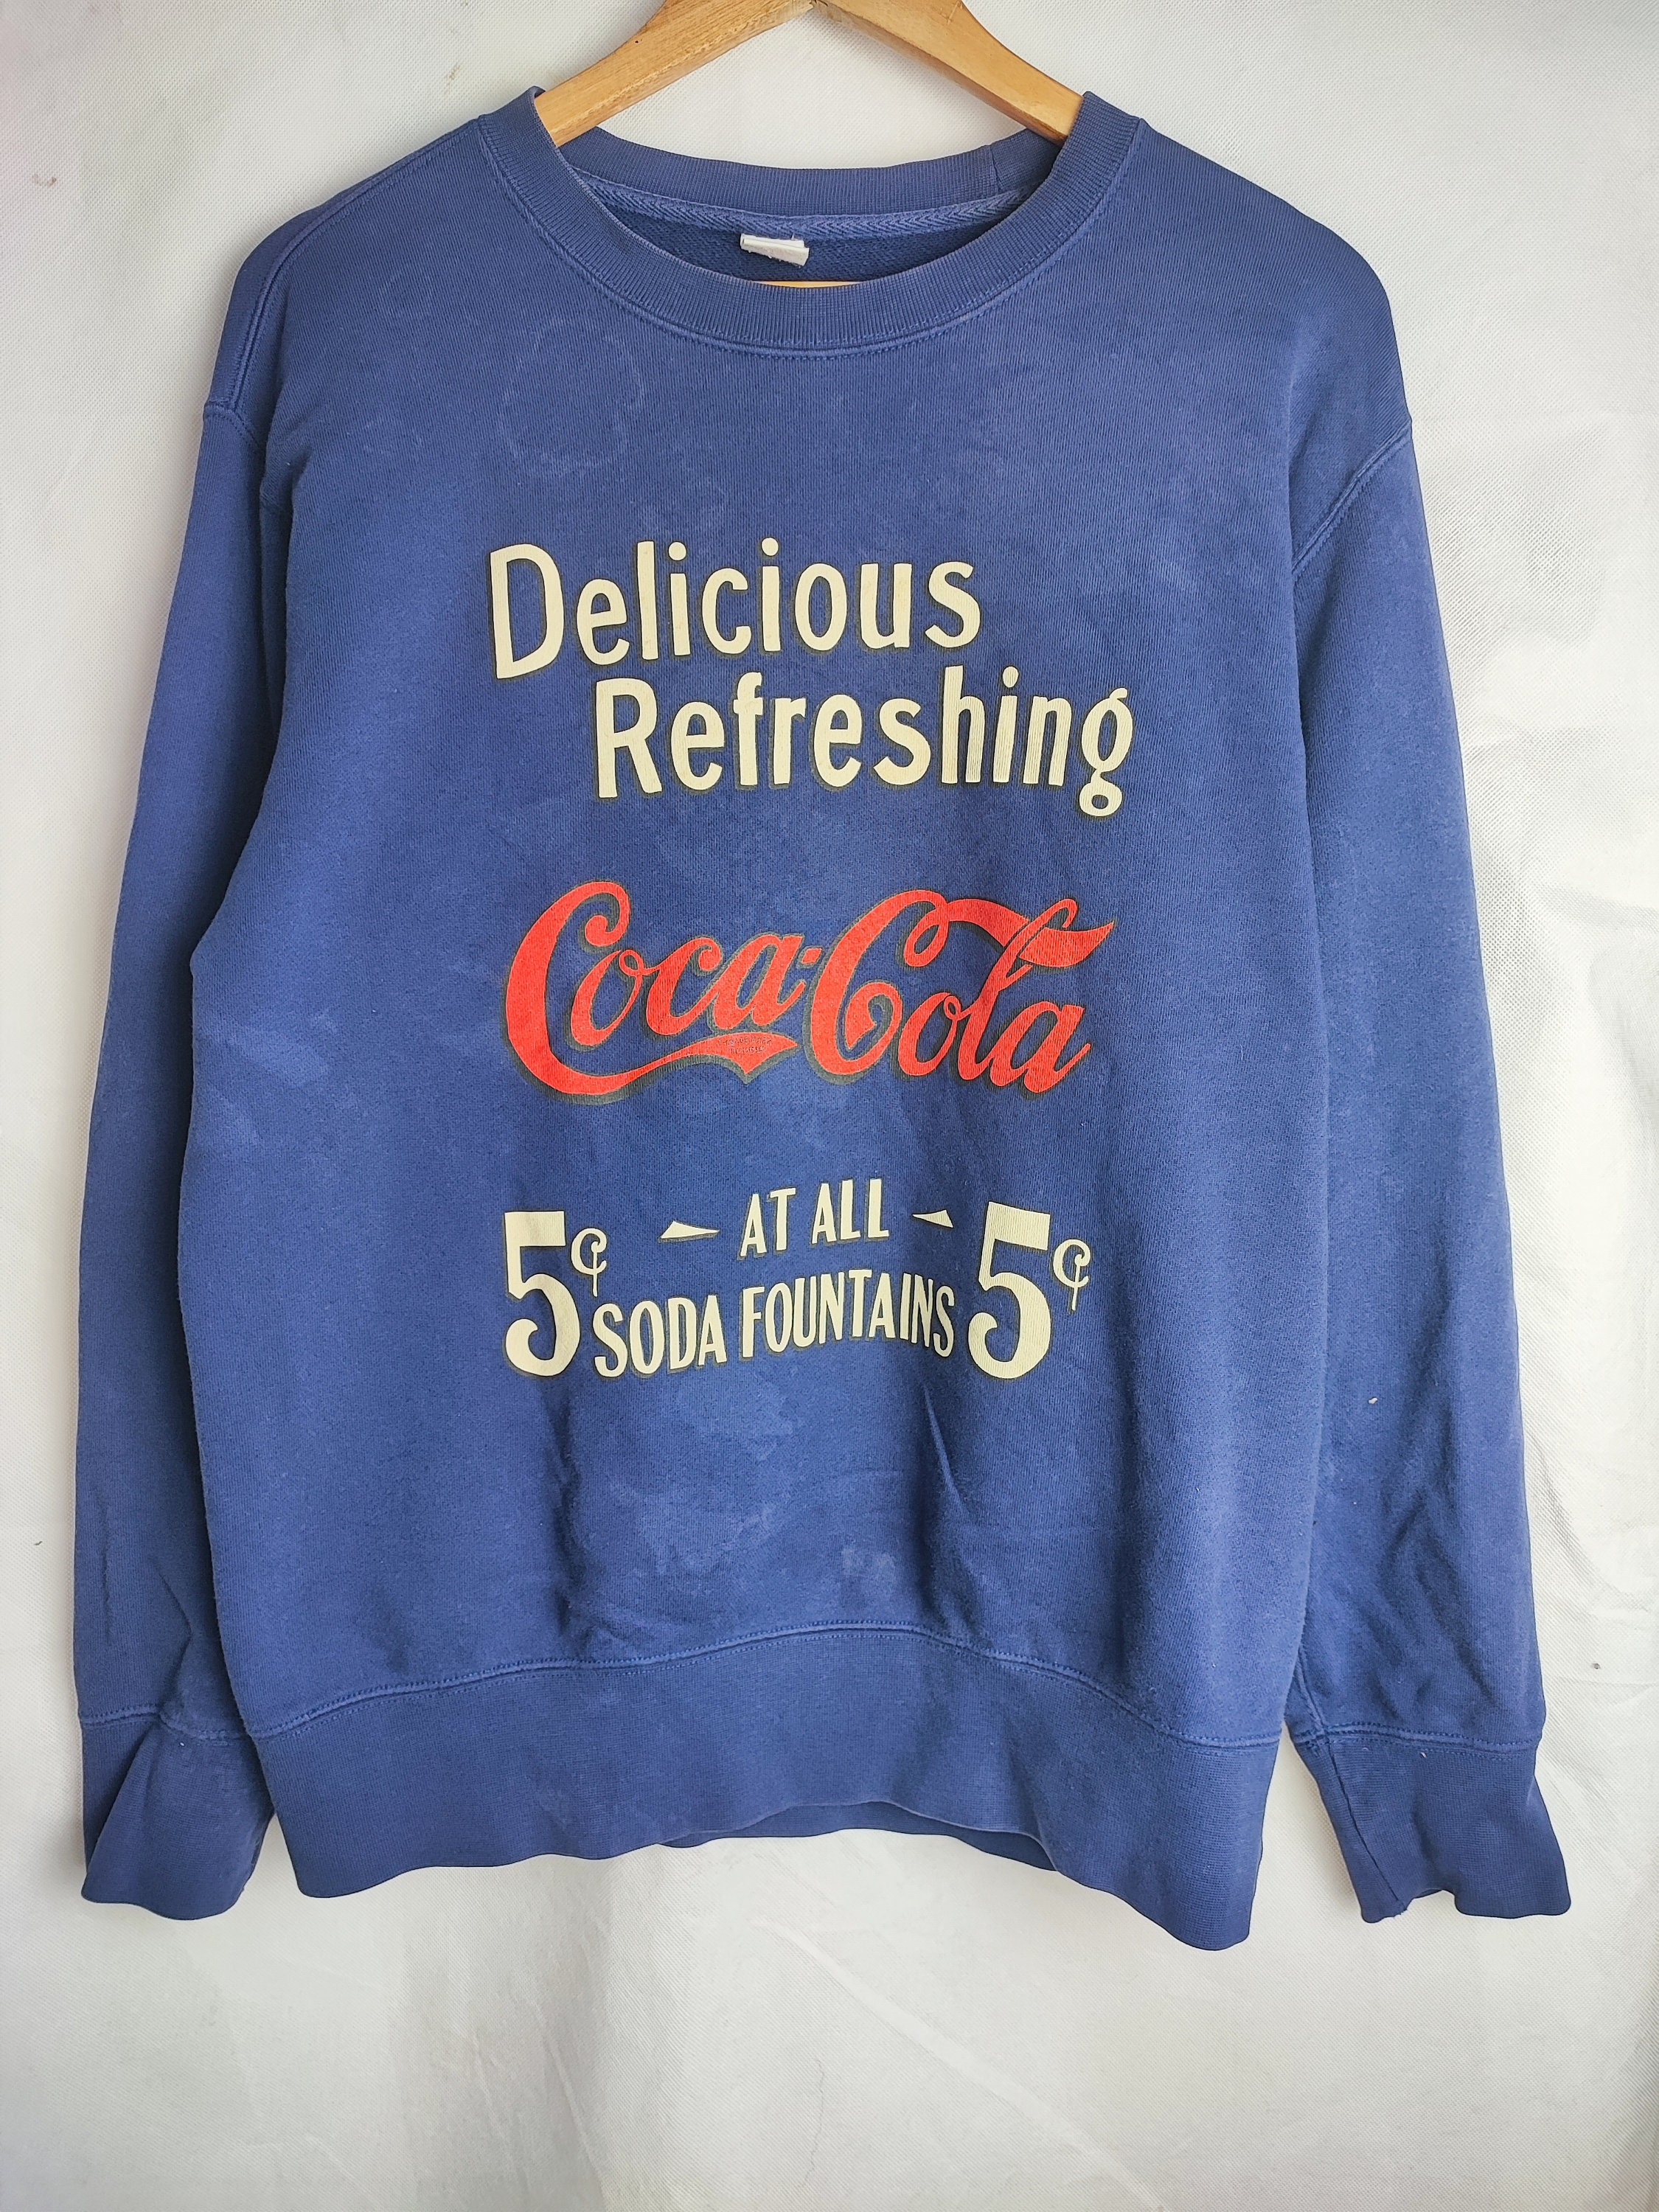 Delicious
Refreshing
Coca-Cola
5¢ AT ALL 5¢
SODA FOUNTAINS